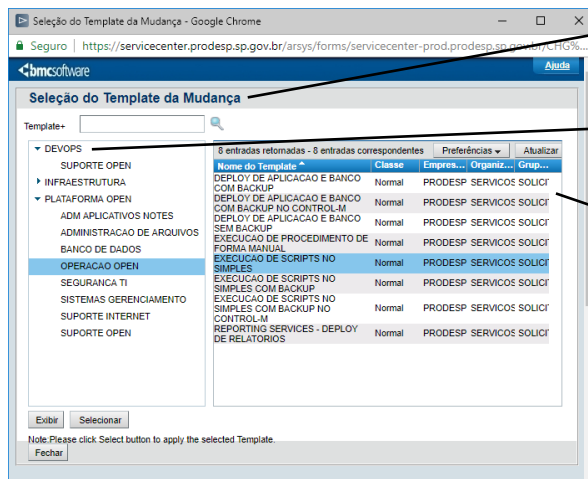 Seleção do Template da Mudança - Google Chrome
Seguro | https://servicecenter.prodesp.sp.gov.br/arsys/forms/servicecenter-prod.prodesp.sp.gov.br/CHG%...
bmcsoftware
Ajuda
Seleção do Template da Mudança
Template+
DEVOPS
SUPORTE OPEN
INFRAESTRUTURA
PLATAFORMA OPEN
ADM APLICATIVOS NOTES
ADMINISTRACAO DE ARQUIVOS
BANCO DE DADOS
OPERACAO OPEN
SEGURANCA TI
SISTEMAS GERENCIAMENTO
SUPORTE INTERNET
SUPORTE OPEN
8 entradas retornadas - 8 entradas correspondentes Preferências Atualizar
Nome do Template Classe Empres... Organiz... Grup...
DEPLOY DE APLICACAO E BANCO
COM BACKUP Normal PRODESP SERVICOS SOLICI
DEPLOY DE APLICACAO E BANCO
COM BACKUP NO CONTROL-M Normal PRODESP SERVICOS SOLICI
DEPLOY DE APLICACAO E BANCO
SEM BACKUP Normal PRODESP SERVICOS SOLICI
EXECUCAO DE PROCEDIMENTO DE
FORMA MANUAL Normal PRODESP SERVICOS SOLICI
EXECUCAO DE SCRIPTS NO
SIMPLES Normal PRODESP SERVICOS SOLICI
EXECUCAO DE SCRIPTS NO
SIMPLES COM BACKUP Normal PRODESP SERVICOS SOLICI
EXECUCAO DE SCRIPTS NO
SIMPLES COM BACKUP NO Normal PRODESP SERVICOS SOLICI
CONTROL-M
REPORTING SERVICES - DEPLOY
DE RELATORIOS Normal PRODESP SERVICOS SOLICI
Exibir Selecionar
Note:Please click Select button to apply the selected Template.
Fechar